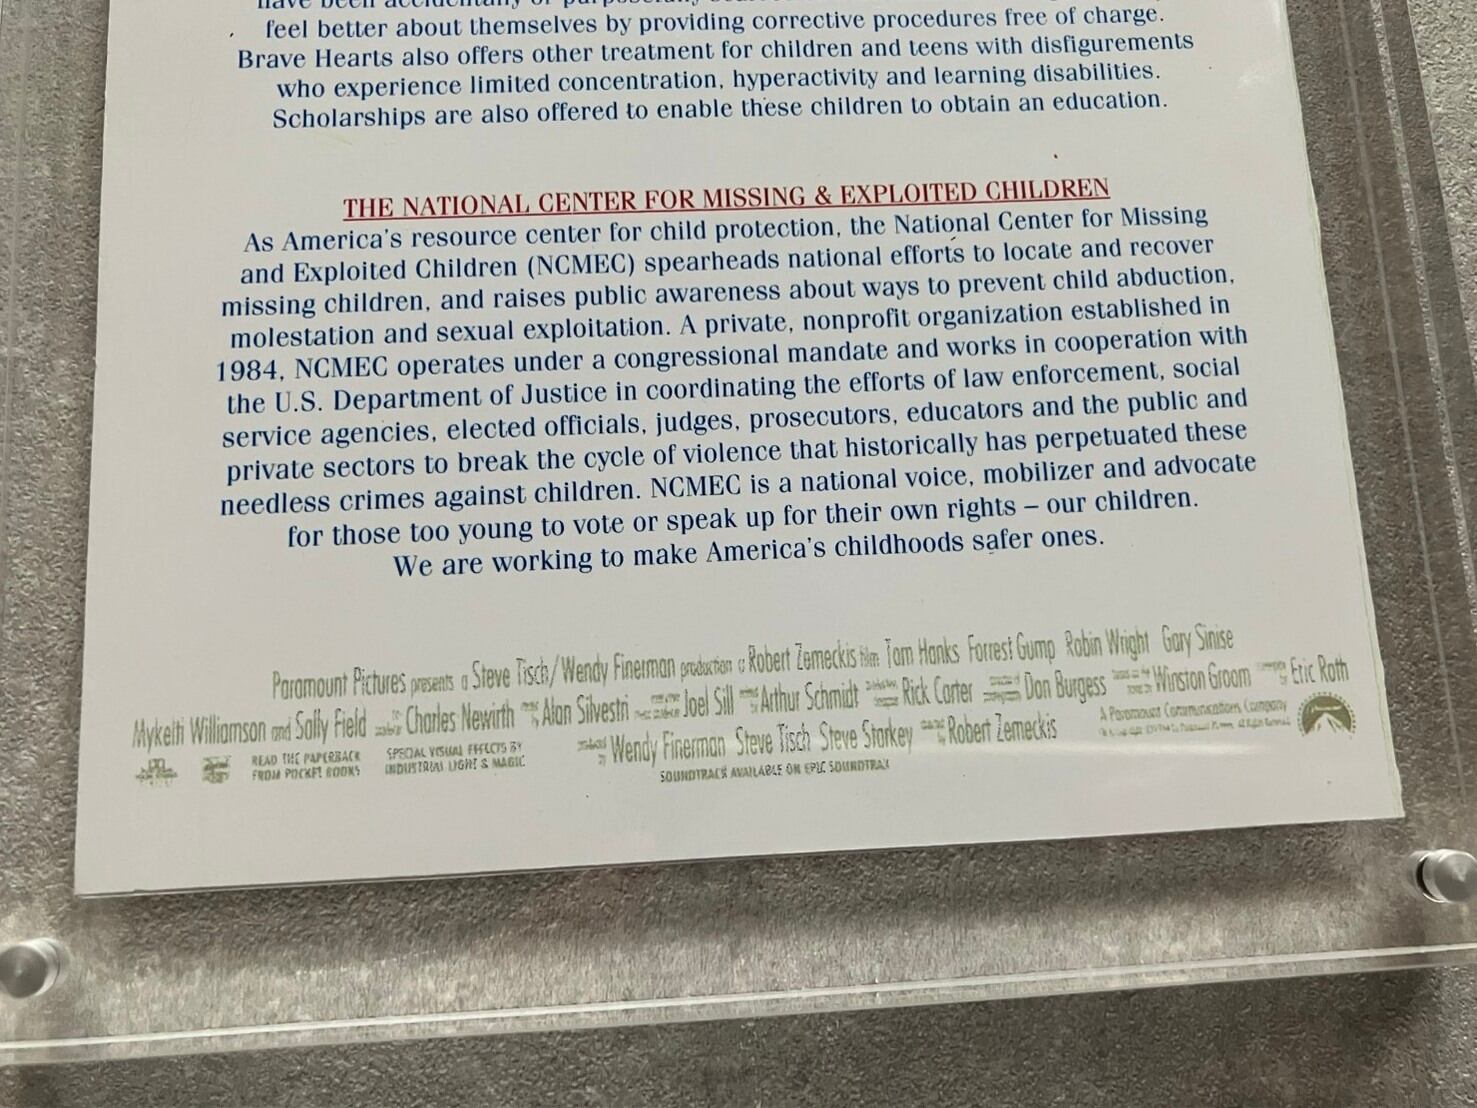 feel better about themselves by providing corrective procedures free of charge.
Brave Hearts also offers other treatment for children and teens with disfigurements
who experience limited concentration, hyperactivity and learning disabilities.
Scholarships are also offered to enable these children to obtain an education.
THE NATIONAL CENTER FOR MISSING & EXPLOITED CHILDREN
As America's resource center for child protection, the National Center for Missing
and Exploited Children (NCMEC) spearheads national efforts to locate and recover
missing children, and raises public awareness about ways to prevent child abduction,
molestation and sexual exploitation. A private, nonprofit organization established in
1984, NCMEC operates under a congressional mandate and works in cooperation with
the U.S. Department of Justice in coordinating the efforts of law enforcement, social
service agencies, elected officials, judges, prosecutors, educators and the public and
private sectors to break the cycle of violence that historically has perpetuated these
needless crimes against children. NCMEC is a national voice, mobilizer and advocate
for those too young to vote or speak up for their own rights – our children.
We are working to make America's childhoods safer ones.
Paramount Pictures presents a Steve Tisch/Wendy Finerman production a Robert Zemeckis film Tom Hanks Forrest Gump Robin Wright Gary Sinise
Mykelti Williamson and Sally Field Charles Newirth Alan Silvestri Joel Sill Arthur Schmidt Rick Carter Don Burgess Winston Groom Eric Roth
Wendy Finerman Steve Tisch Steve Starkey Robert Zemeckis
A Paramount Communications Company
READ THE PAPERBACK
FROM POCKET BOOKS
SPECIAL VISUAL EFFECTS BY
INDUSTRIAL LIGHT & MAGIC
SOUNDTRACK AVAILABLE ON EPIC SOUNDTRAX